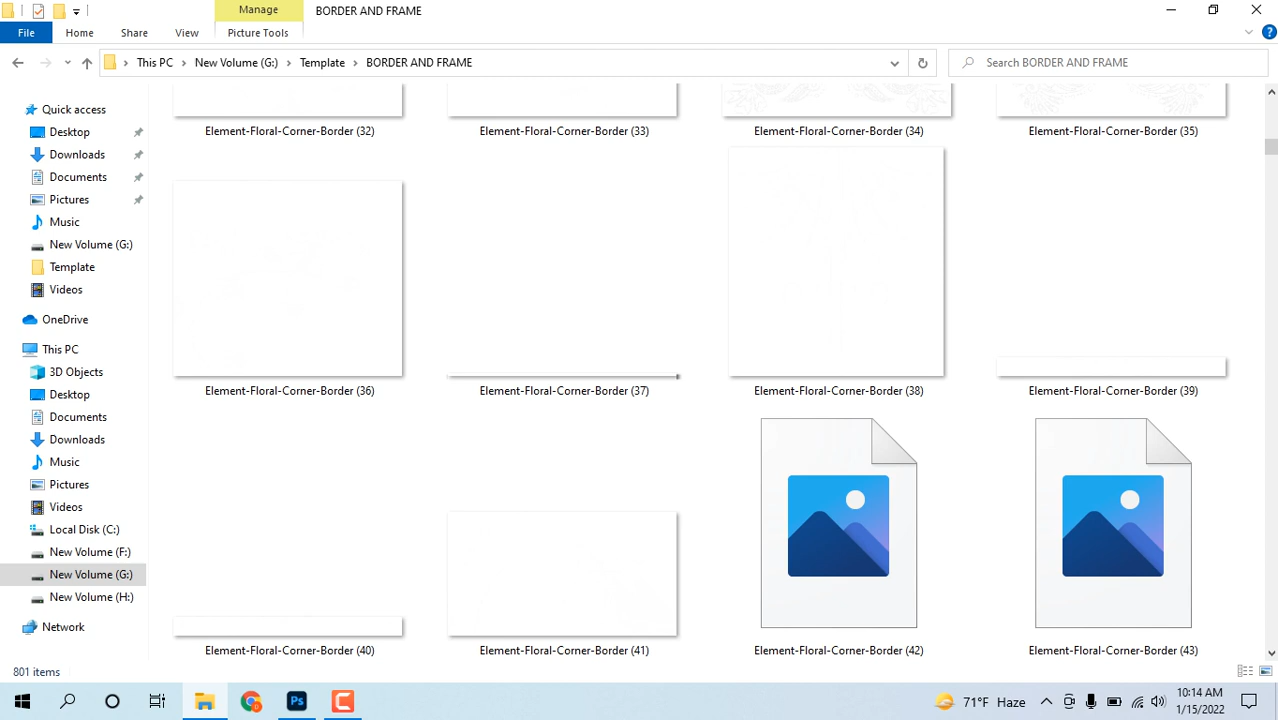 Manage
BORDER AND FRAME
File
Home
Share
View
Picture Tools
This PC
New Volume (G:)
Template
BORDER AND FRAME
Search BORDER AND FRAME
Quick access
Desktop
Downloads
Documents
Pictures
Music
New Volume (G:)
Template
Videos
OneDrive
This PC
3D Objects
Desktop
Documents
Downloads
Music
Pictures
Videos
Local Disk (C:)
New Volume (F:)
New Volume (G:)
New Volume (H:)
Network
Element-Floral-Corner-Border (32)
Element-Floral-Corner-Border (33)
Element-Floral-Corner-Border (34)
Element-Floral-Corner-Border (35)
Element-Floral-Corner-Border (36)
Element-Floral-Corner-Border (37)
Element-Floral-Corner-Border (38)
Element-Floral-Corner-Border (39)
Element-Floral-Corner-Border (40)
Element-Floral-Corner-Border (41)
Element-Floral-Corner-Border (42)
Element-Floral-Corner-Border (43)
801 items
Ps
71°F Haze
10:14 AM
1/15/2022